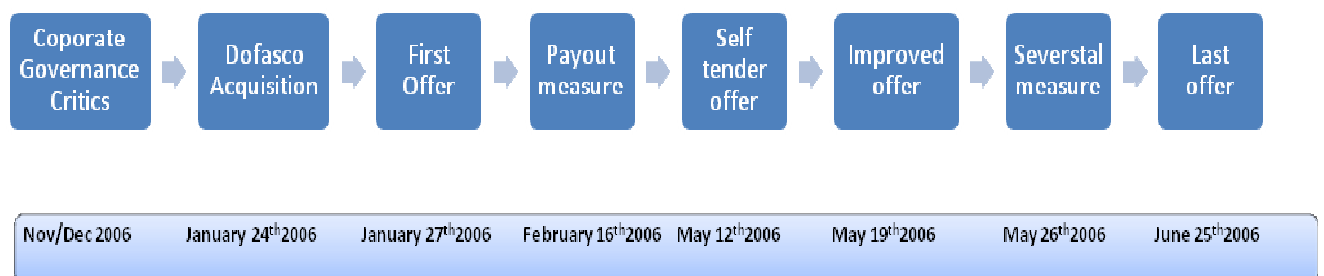 Coporate
Governance
Critics
Dofasco
Acquisition
First
Offer
Payout
measure
Self
tender
offer
Improved
offer
Severstal
measure
Last
offer
Nov/Dec 2006
January 24th2006
January 27th2006
February 16th2006
May 12th2006
May 19th2006
May 26th2006
June 25th2006